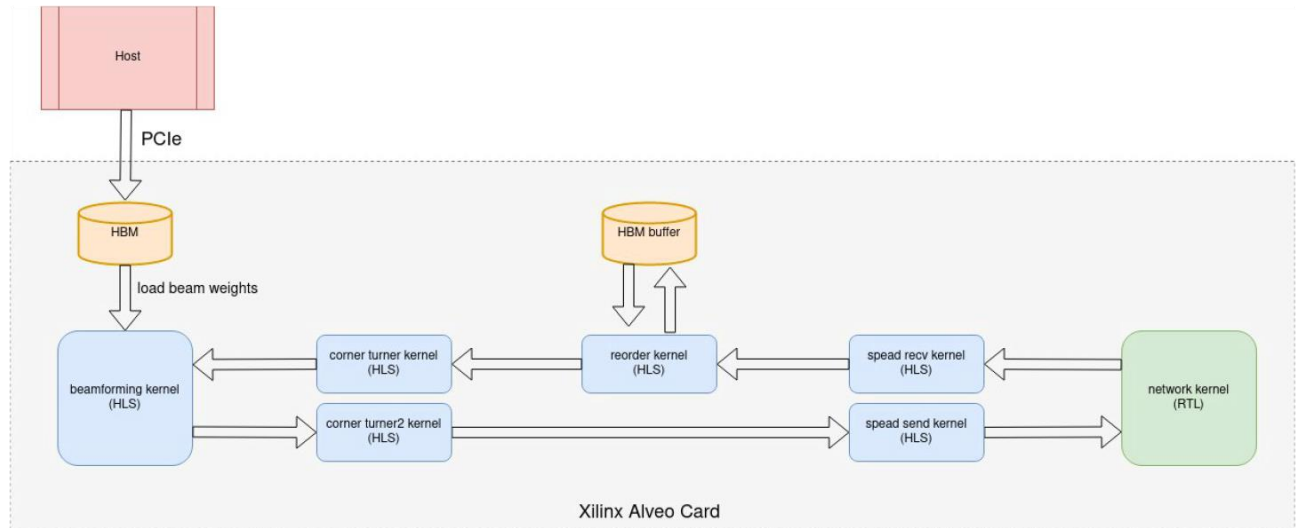 Host
PCIe
HBM
HBM buffer
load beam weights
beamforming kernel
(HLS)
corner turner kernel
(HLS)
reorder kernel
(HLS)
spead recv kernel
(HLS)
network kernel
(RTL)
corner turner2 kernel
(HLS)
spead send kernel
(HLS)
Xilinx Alveo Card